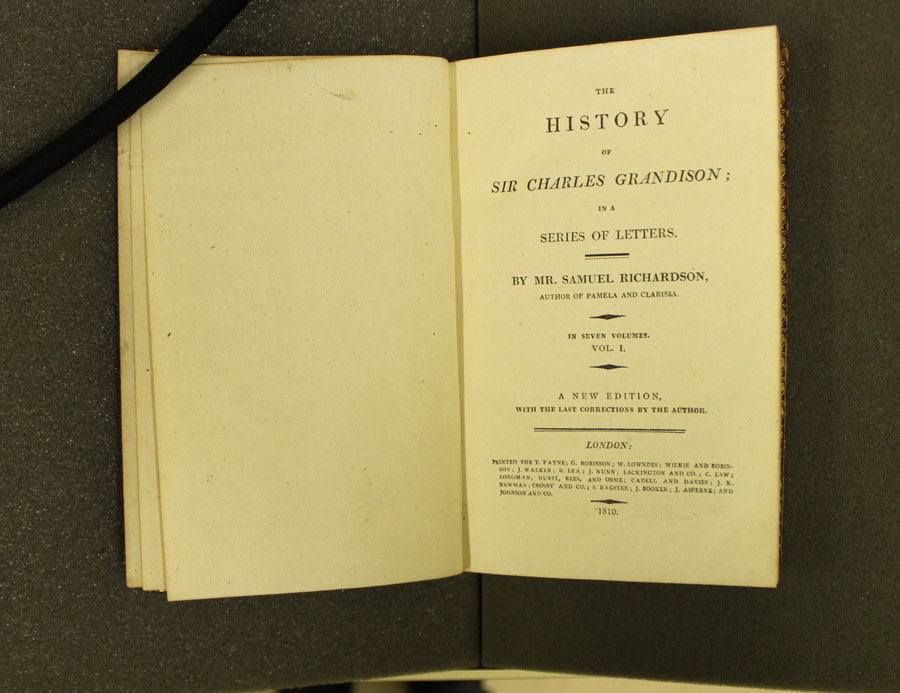 THE
HISTORY
OF
SIR CHARLES GRANDISON;
IN A
SERIES OF LETTERS.
BY MR. SAMUEL RICHARDSON,
AUTHOR OF PAMELA AND CLARISSA.
IN SEVEN VOLUMES.
VOL. I.
A NEW EDITION,
WITH THE LAST CORRECTIONS BY THE AUTHOR.
LONDON:
PRINTED FOR T. PAYNE; G. ROBINSON; W. LOWNDES; WILKIE AND ROBIN-
SON; J. WALKER; R. LEA; J. NUNN; LACKINGTON AND CO.; C. LAW;
LONGMAN, HURST, REES, AND ORME; CADELL AND DAVIES; J. K.
NEWMAN; CROSBY AND CO.; S. BAGSTER; J. BOOKER; J. ASPERNE; AND
JOHNSON AND CO.
1810.